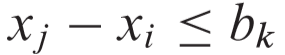 x_j − x_i ≤ b_k